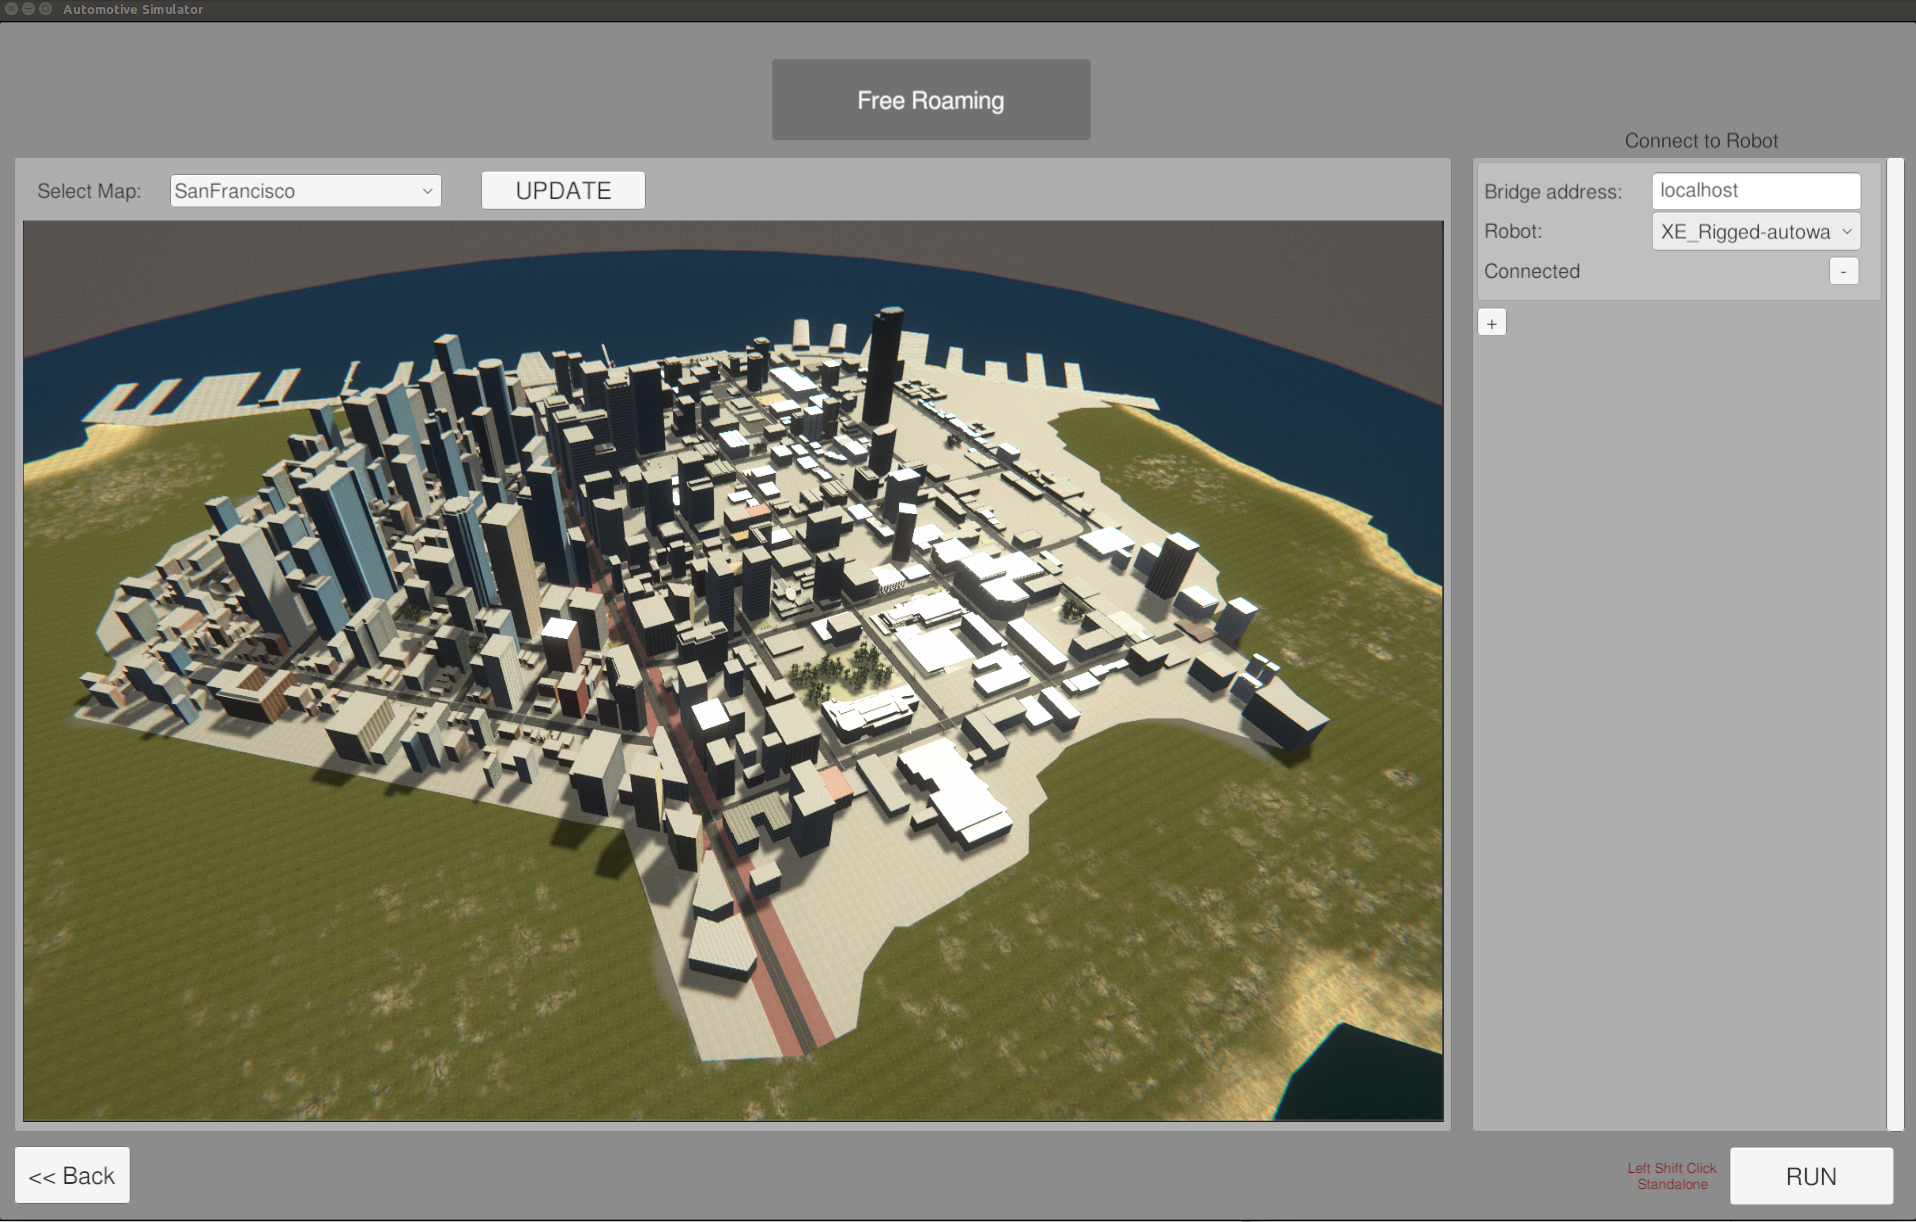 Automotive Simulator
Free Roaming
Connect to Robot
Select Map: SanFrancisco UPDATE
Bridge address: localhost
Robot: XE_Rigged-autowa
Connected -
+
<< Back
Left Shift Click
Standalone
RUN